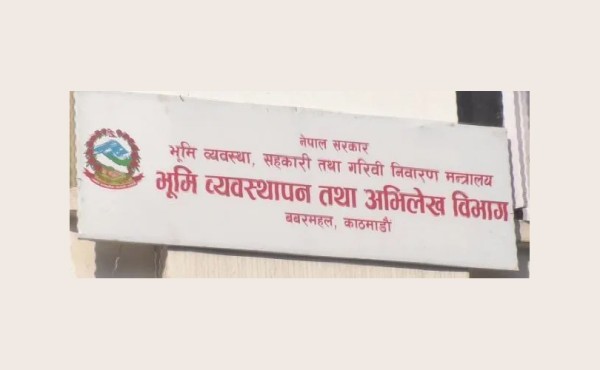 नेपाल सरकार
भूमि व्यवस्था, सहकारी तथा गरिवी निवारण मन्त्रालय
भूमि व्यवस्थापन तथा अभिलेख विभाग
बबरमहल, काठमाडौं